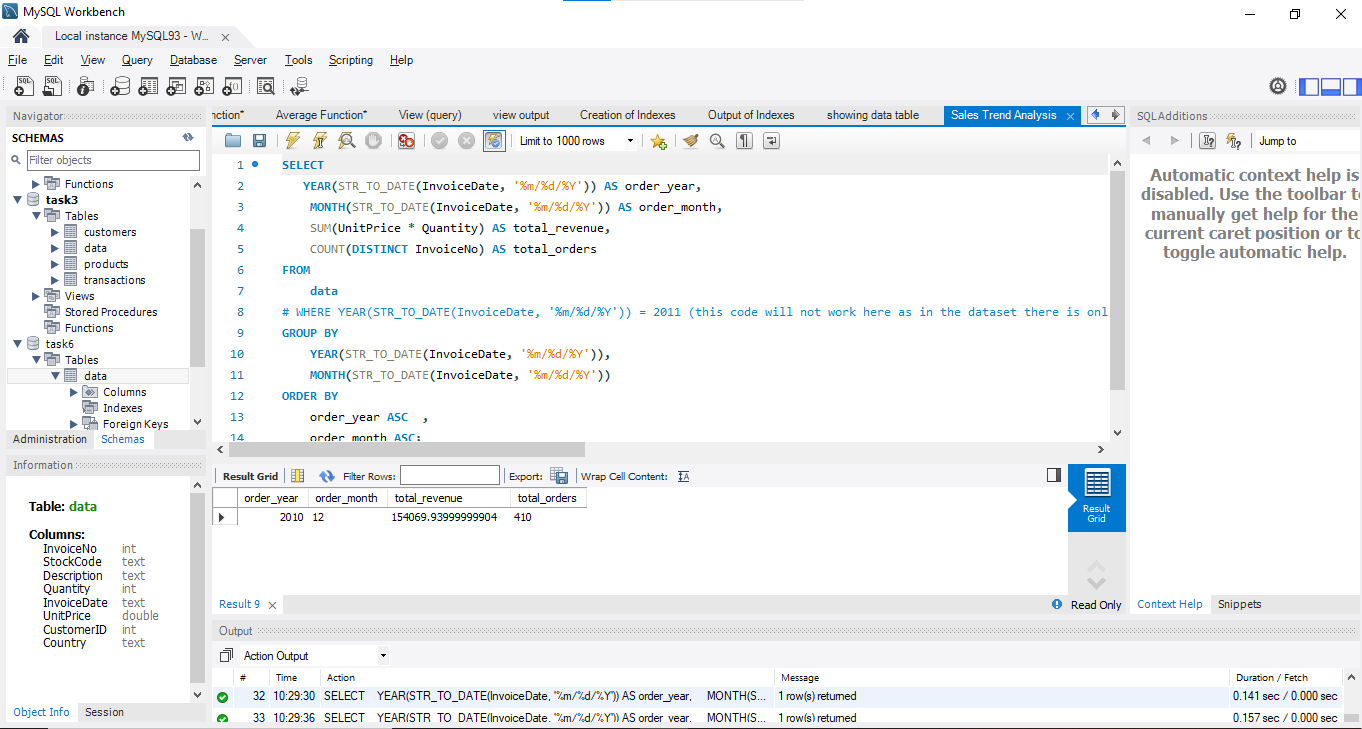 MySQL Workbench
Local instance MySQL93 - W...
File Edit View Query Database Server Tools Scripting Help
Navigator
SCHEMAS
Filter objects
Functions
task3
Tables
customers
data
products
transactions
Views
Stored Procedures
Functions
task6
Tables
data
Columns
Indexes
Foreign Keys
Administration Schemas
Information
Table: data
Columns:
InvoiceNo int
StockCode text
Description text
Quantity int
InvoiceDate text
UnitPrice double
CustomerID int
Country text
Object Info Session
nction* Average Function* View (query) view output Creation of Indexes Output of Indexes showing data table Sales Trend Analysis
Limit to 1000 rows
1 SELECT
2 YEAR(STR_TO_DATE(InvoiceDate, '%m/%d/%Y')) AS order_year,
3 MONTH(STR_TO_DATE(InvoiceDate, '%m/%d/%Y')) AS order_month,
4 SUM(UnitPrice * Quantity) AS total_revenue,
5 COUNT(DISTINCT InvoiceNo) AS total_orders
6 FROM
7 data
8 # WHERE YEAR(STR_TO_DATE(InvoiceDate, '%m/%d/%Y')) = 2011 (this code will not work here as in the dataset there is onl
9 GROUP BY
10 YEAR(STR_TO_DATE(InvoiceDate, '%m/%d/%Y')),
11 MONTH(STR_TO_DATE(InvoiceDate, '%m/%d/%Y'))
12 ORDER BY
13 order_year ASC ,
14 order_month ASC;
Result Grid Filter Rows: Export: Wrap Cell Content:
order_year order_month total_revenue total_orders
2010 12 154069.93999999904 410
Result
Grid
Result 9 Read Only
Output
Action Output
# Time Action Message Duration / Fetch
32 10:29:30 SELECT YEAR(STR_TO_DATE(InvoiceDate, '%m/%d/%Y')) AS order_year, MONTH(S... 1 row(s) returned 0.141 sec / 0.000 sec
33 10:29:36 SELECT YEAR(STR_TO_DATE(InvoiceDate, '%m/%d/%Y')) AS order_year, MONTH(S... 1 row(s) returned 0.157 sec / 0.000 sec
SQLAdditions
Jump to
Automatic context help is
disabled. Use the toolbar to
manually get help for the
current caret position or to
toggle automatic help.
Context Help Snippets